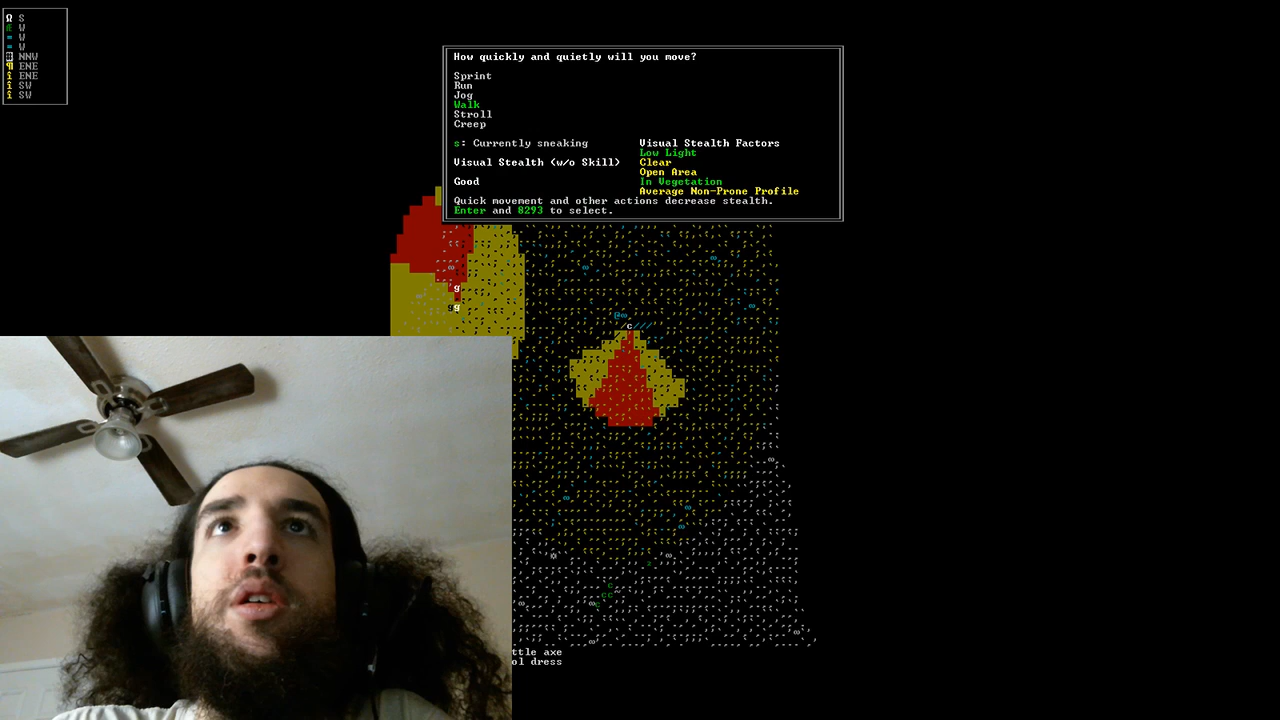 S
W
W
W
NNW
ENE
ENE
SW
SW
How quickly and quietly will you move?
Sprint
Run
Jog
Walk
Stroll
Creep
s: Currently sneaking
Visual Stealth Factors
Low Light
Visual Stealth (w/o Skill)
Clear
Open Area
Good
In Vegetation
Average Non-Prone Profile
Quick movement and other actions decrease stealth.
Enter and 8293 to select.
ttle axe
ol dress